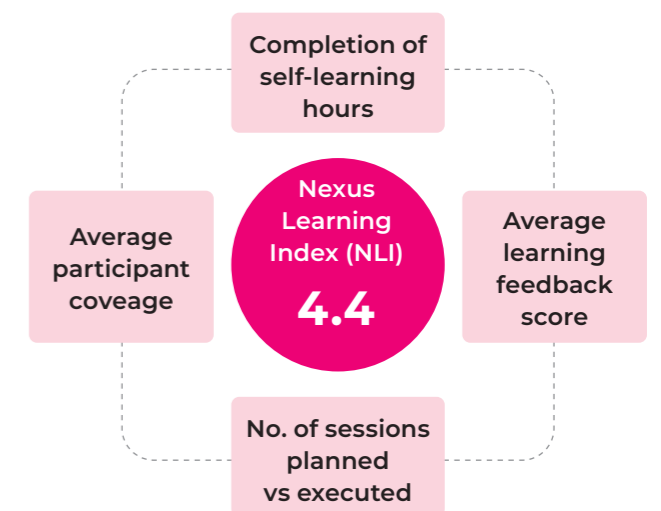 Completion of
self-learning
hours
Nexus
Learning
Index (NLI)
4.4
Average
participant
coveage
Average
learning
feedback
score
No. of sessions
planned
vs executed